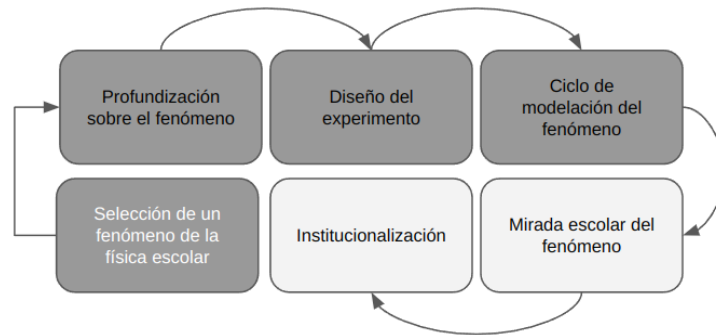 Profundización
sobre el fenómeno
Diseño del
experimento
Ciclo de
modelación del
fenómeno
Selección de un
fenómeno de la
física escolar
Institucionalización
Mirada escolar del
fenómeno